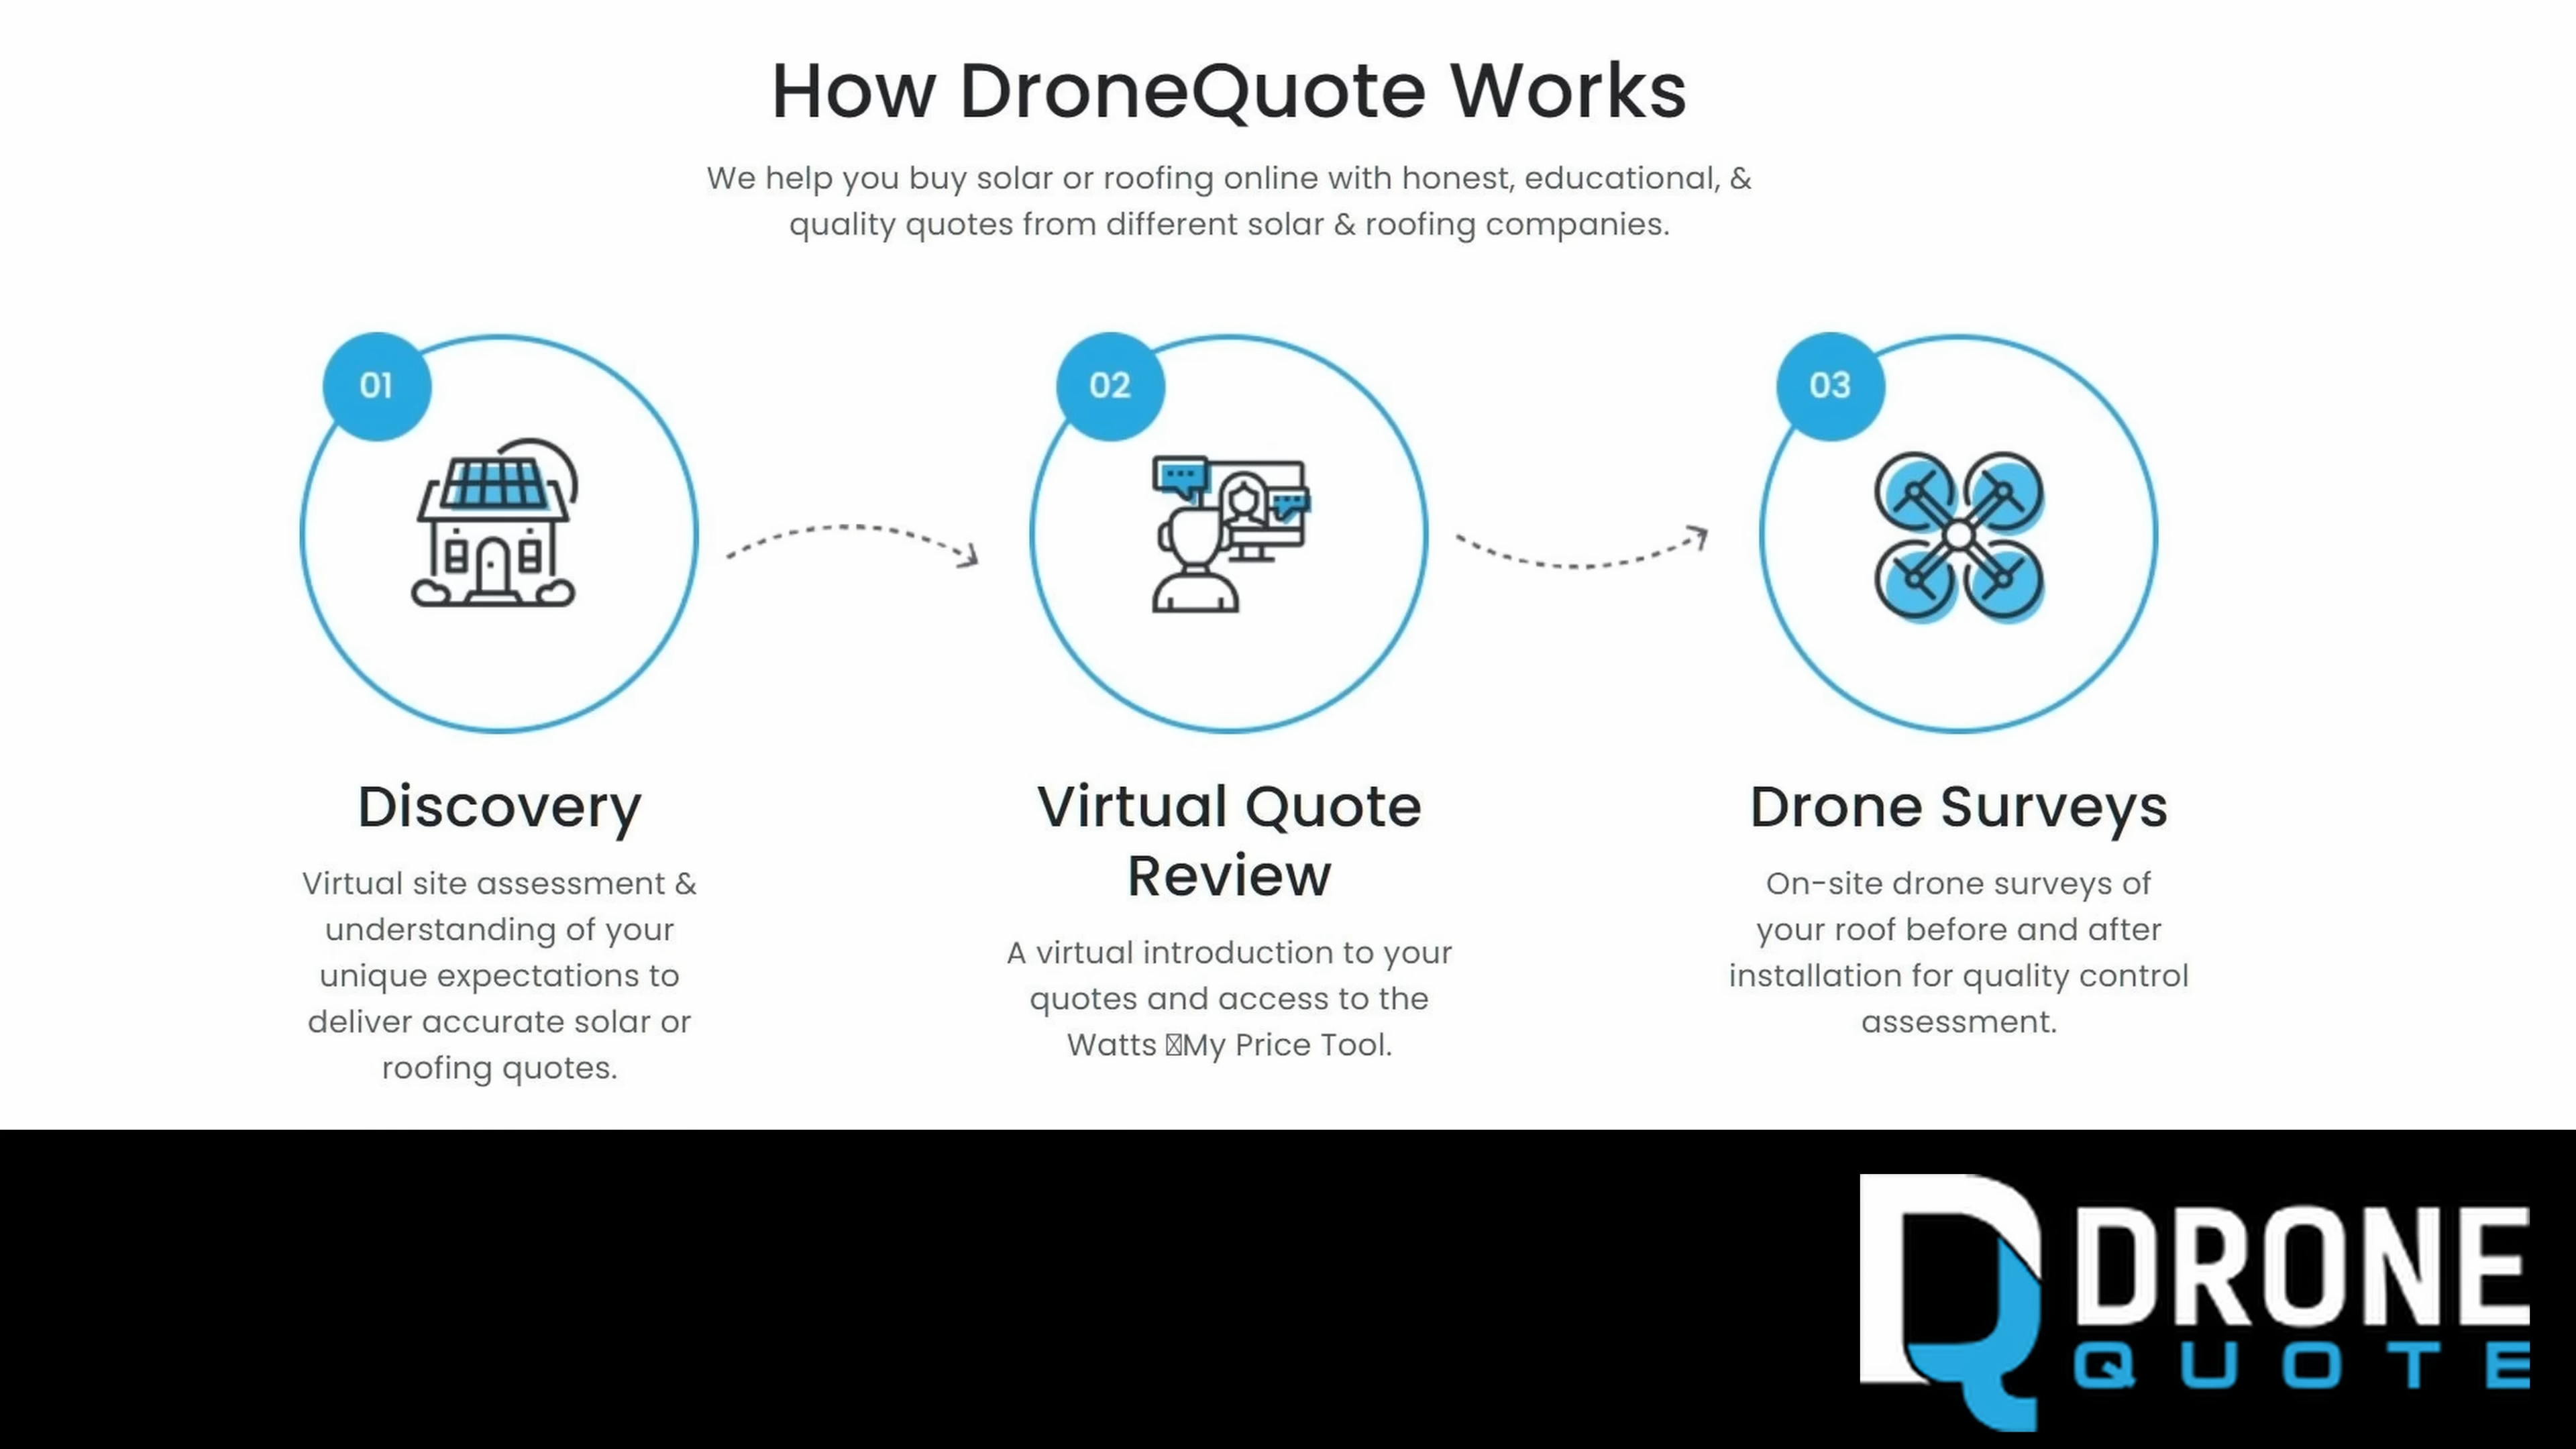 How DroneQuote Works
We help you buy solar or roofing online with honest, educational, &
quality quotes from different solar & roofing companies.
01
02
03
Discovery
Virtual site assessment &
understanding of your
unique expectations to
deliver accurate solar or
roofing quotes.
Virtual Quote
Review
A virtual introduction to your
quotes and access to the
Watts My Price Tool.
Drone Surveys
On-site drone surveys of
your roof before and after
installation for quality control
assessment.
DRONE
QUOTE